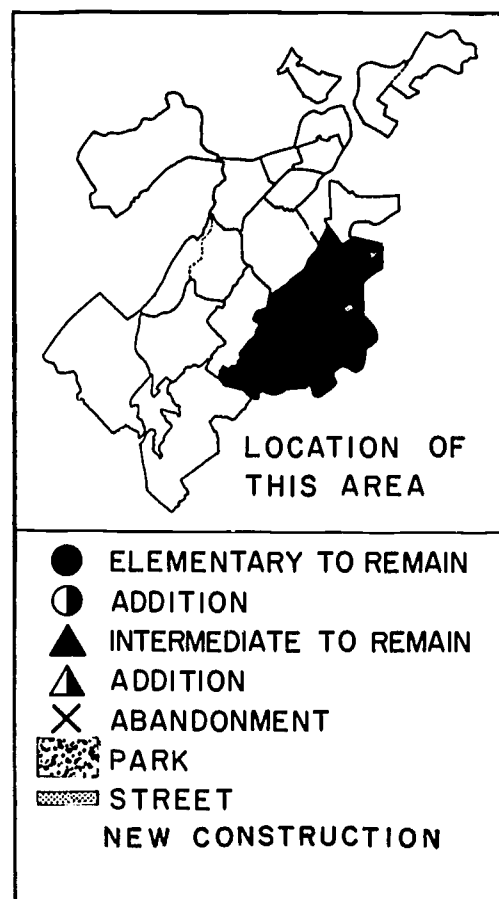 LOCATION OF
THIS AREA
ELEMENTARY TO REMAIN
ADDITION
INTERMEDIATE TO REMAIN
ADDITION
ABANDONMENT
PARK
STREET
NEW CONSTRUCTION